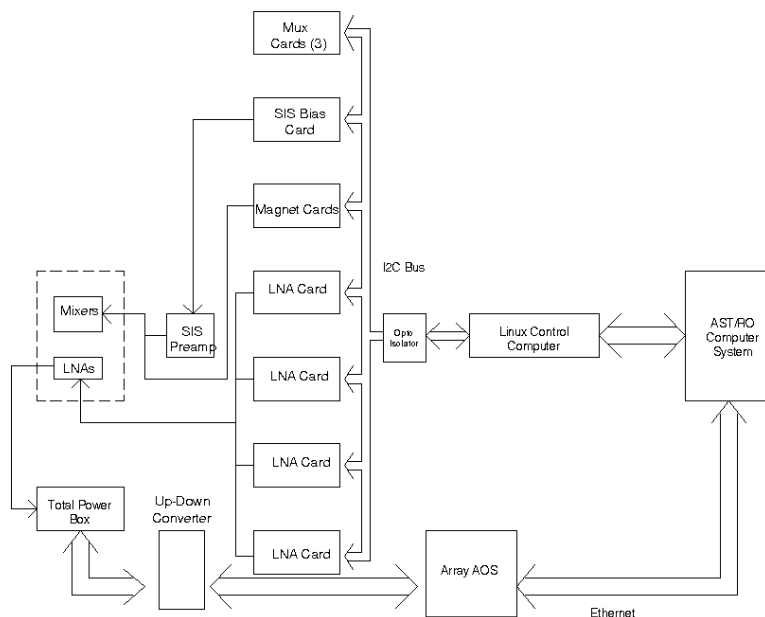 Mux
Cards (3)
SIS Bias
Card
Magnet Cards
I2C Bus
LNA Card
Mixers
SIS
Preamp
Opto
Isolator
Linux Control
Computer
AST/RO
Computer
System
LNAs
LNA Card
LNA Card
Total Power
Box
Up-Down
Converter
LNA Card
Array AOS
Ethernet